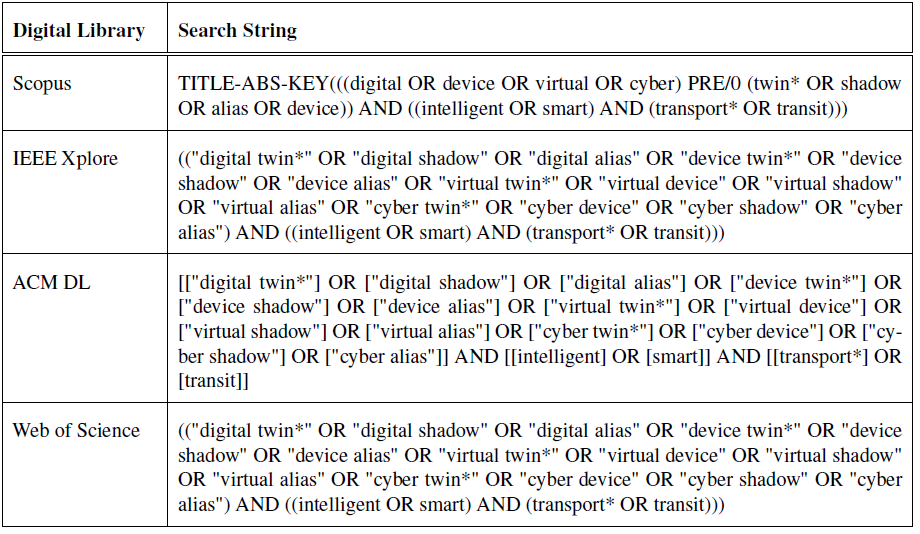 Digital Library Search String
Scopus TITLE-ABS-KEY(((digital OR device OR virtual OR cyber) PRE/0 (twin* OR shadow
OR alias OR device)) AND ((intelligent OR smart) AND (transport* OR transit)))
IEEE Xplore (("digital twin*" OR "digital shadow" OR "digital alias" OR "device twin*" OR "device
shadow" OR "device alias" OR "virtual twin*" OR "virtual device" OR "virtual shadow"
OR "virtual alias" OR "cyber twin*" OR "cyber device" OR "cyber shadow" OR "cyber
alias") AND ((intelligent OR smart) AND (transport* OR transit)))
ACM DL [["digital twin*"] OR ["digital shadow"] OR ["digital alias"] OR ["device twin*"] OR
["device shadow"] OR ["device alias"] OR ["virtual twin*"] OR ["virtual device"] OR
["virtual shadow"] OR ["virtual alias"] OR ["cyber twin*"] OR ["cyber device"] OR ["cy-
ber shadow"] OR ["cyber alias"]] AND [[intelligent] OR [smart]] AND [[transport*] OR
[transit]]
Web of Science (("digital twin*" OR "digital shadow" OR "digital alias" OR "device twin*" OR "device
shadow" OR "device alias" OR "virtual twin*" OR "virtual device" OR "virtual shadow"
OR "virtual alias" OR "cyber twin*" OR "cyber device" OR "cyber shadow" OR "cyber
alias") AND ((intelligent OR smart) AND (transport* OR transit)))